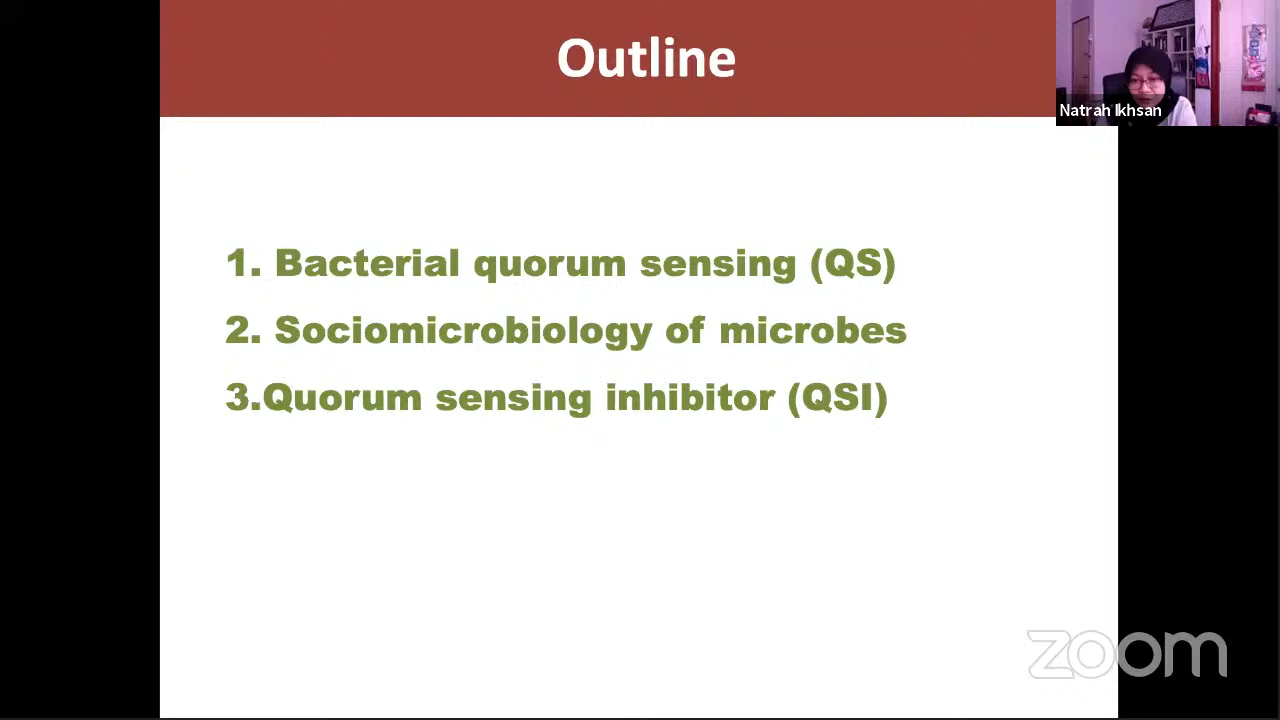 Outline
Natrah Ikhsan
1. Bacterial quorum sensing (QS)
2. Sociomicrobiology of microbes
3.Quorum sensing inhibitor (QSI)
zoom